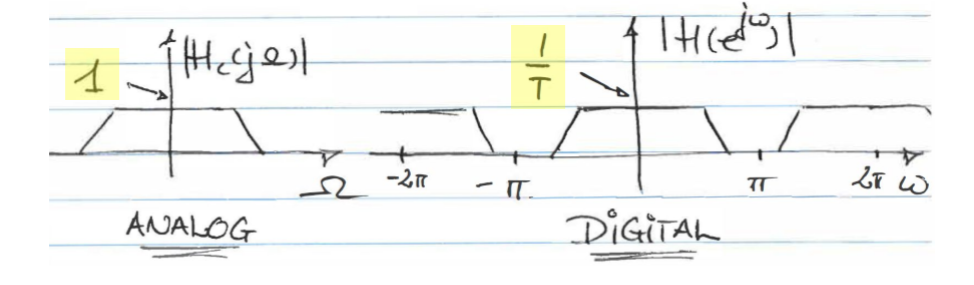 1 |Hc(jΩ)|
1/T |H(e^jω)|
Ω -2π -π π 2π ω
ANALOG DIGITAL